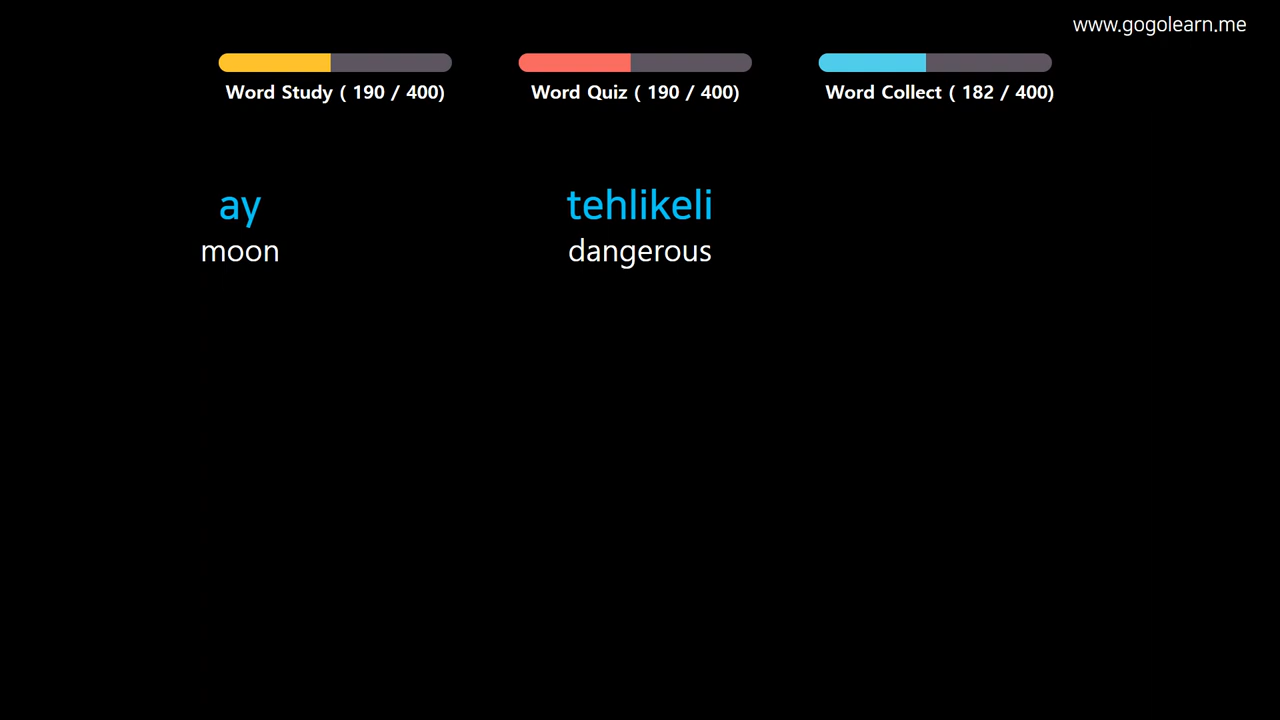 www.gogolearn.me
Word Study ( 190 / 400)
Word Quiz ( 190 / 400)
Word Collect ( 182 / 400)
ay
moon
tehlikeli
dangerous